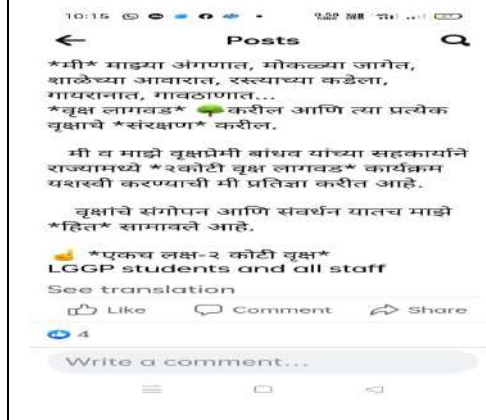 10:15
Posts
*मी* माझ्या अंगणात, मोकळ्या जागेत,
शाळेच्या आवारात, रस्त्याच्या कडेला,
गायरानात, गावठाणात...
*वृक्ष लागवड* 🌳 करील आणि त्या प्रत्येक
वृक्षाचे *संरक्षण* करील.
मी व माझे वृक्षप्रेमी बांधव यांच्या सहकार्याने
राज्यामध्ये *२कोटी वृक्ष लागवड* कार्यक्रम
यशस्वी करण्याची मी प्रतिज्ञा करीत आहे.
वृक्षांचे संगोपन आणि संवर्धन यातच माझे
*हित* सामावले आहे.
☝ *एकच लक्ष-२ कोटी वृक्ष*
LGGP students and all staff
See translation
Like Comment Share
4
Write a comment...